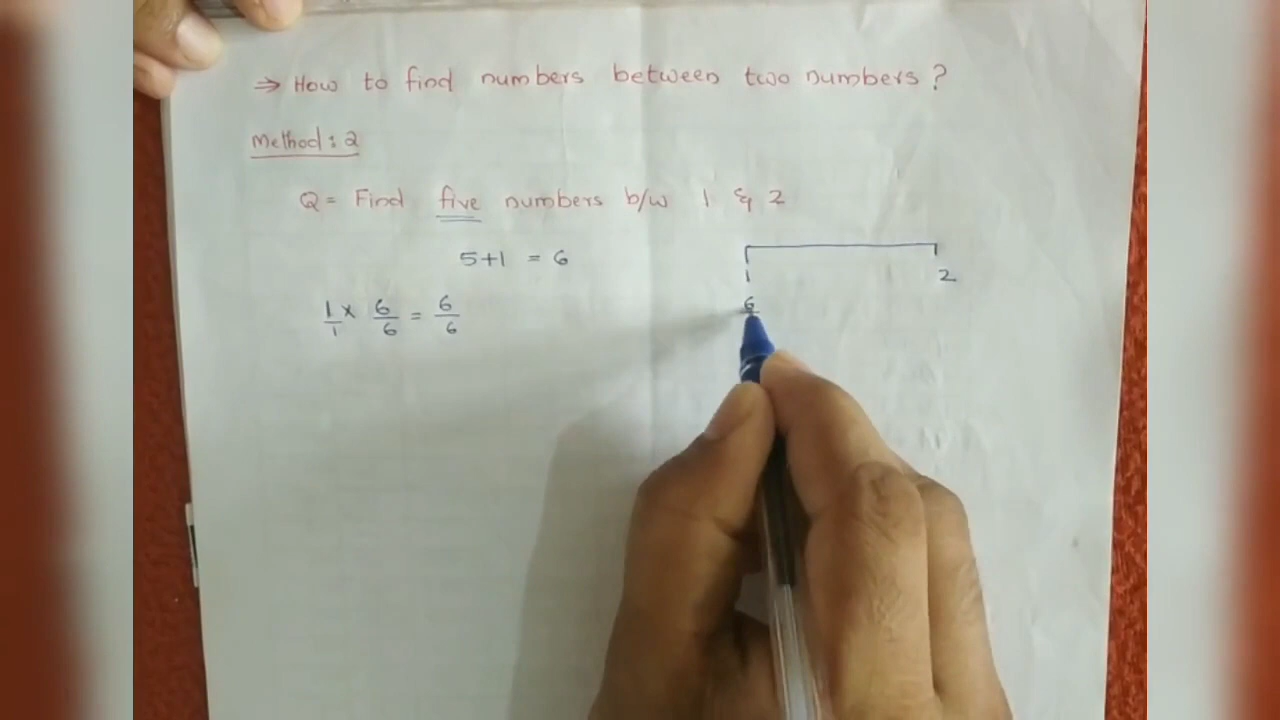 ⇒ How to find numbers between two numbers?
Method: 2
Q= Find five numbers b/w 1 & 2
5+1 = 6
1/1 × 6/6 = 6/6
1 2
6